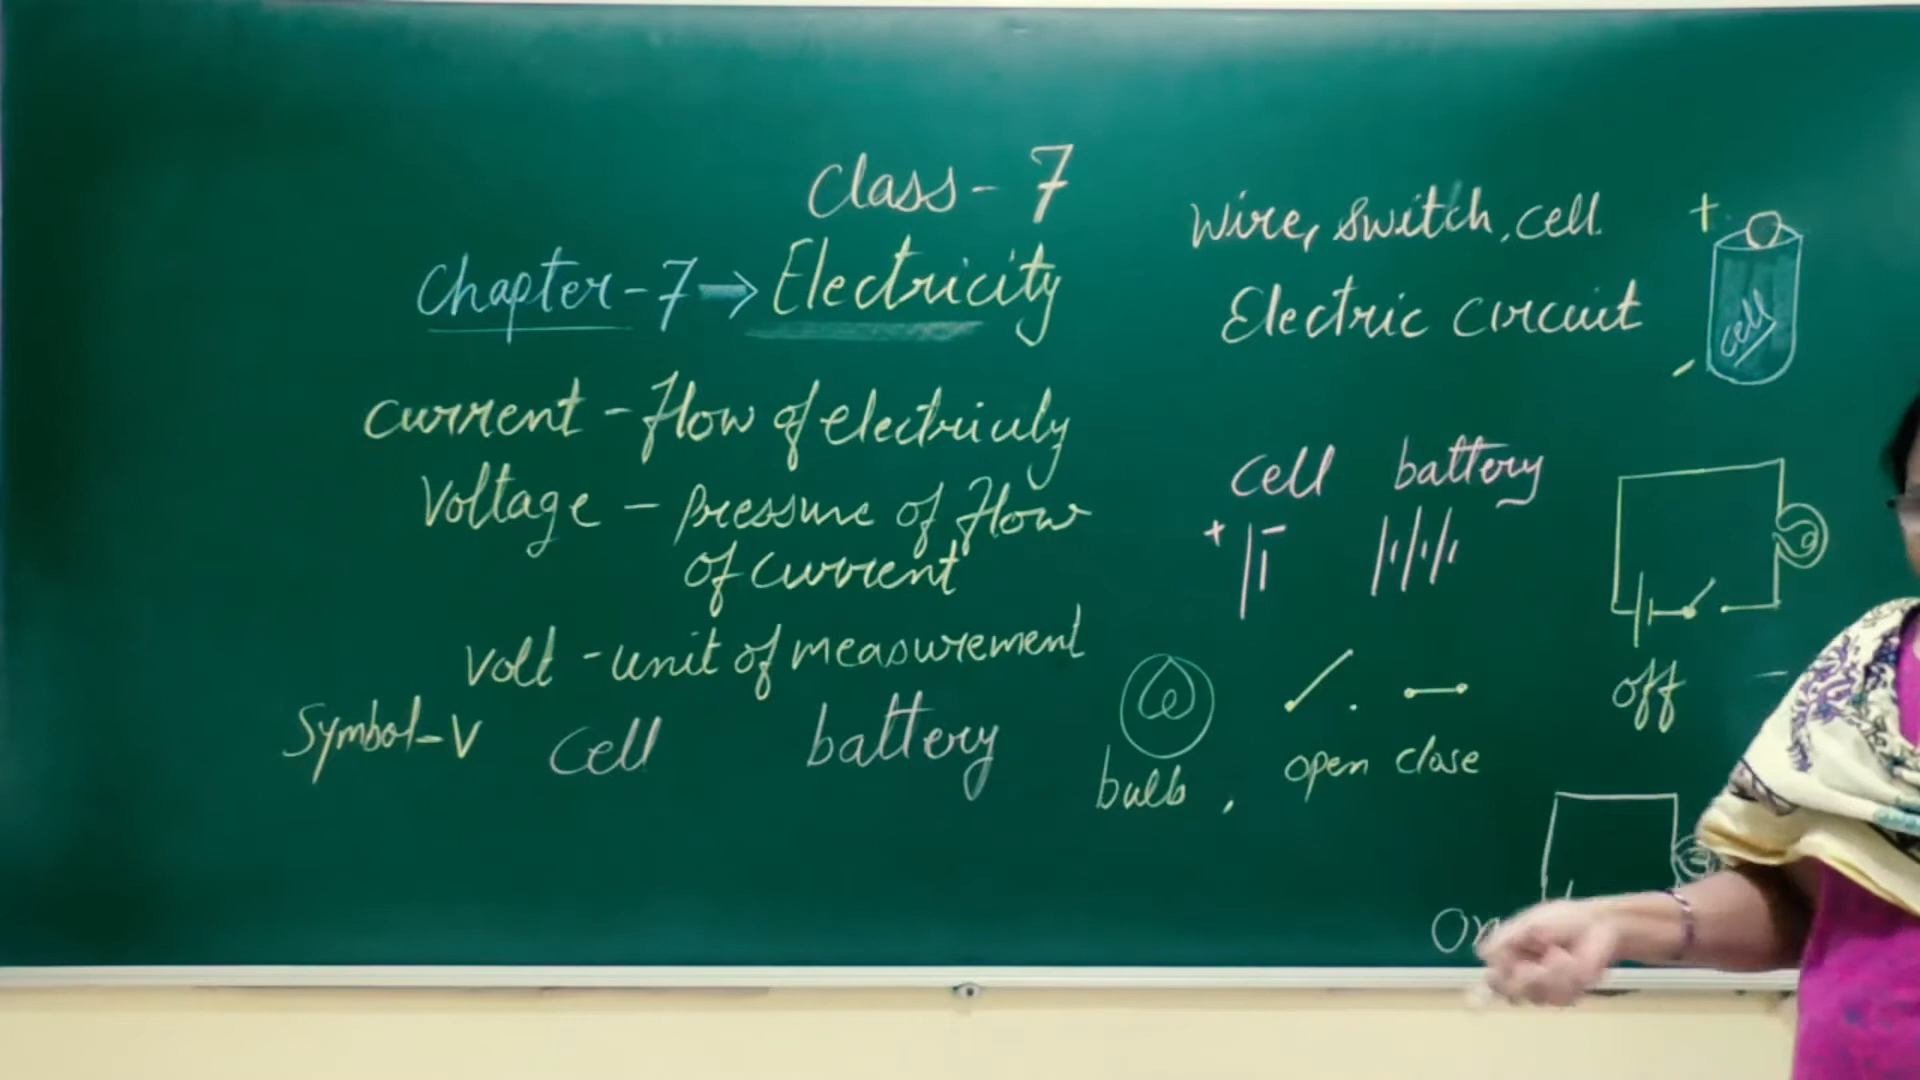 Class - 7
Chapter - 7 → Electricity
Current - Flow of electricity
Voltage - Pressure of Flow
of current
Volt - unit of measurement
Symbol - V
Cell
battery
Wire, switch, cell
Electric circuit
+
cell
-
cell battery
+ -
bulb ,
open close
off
On